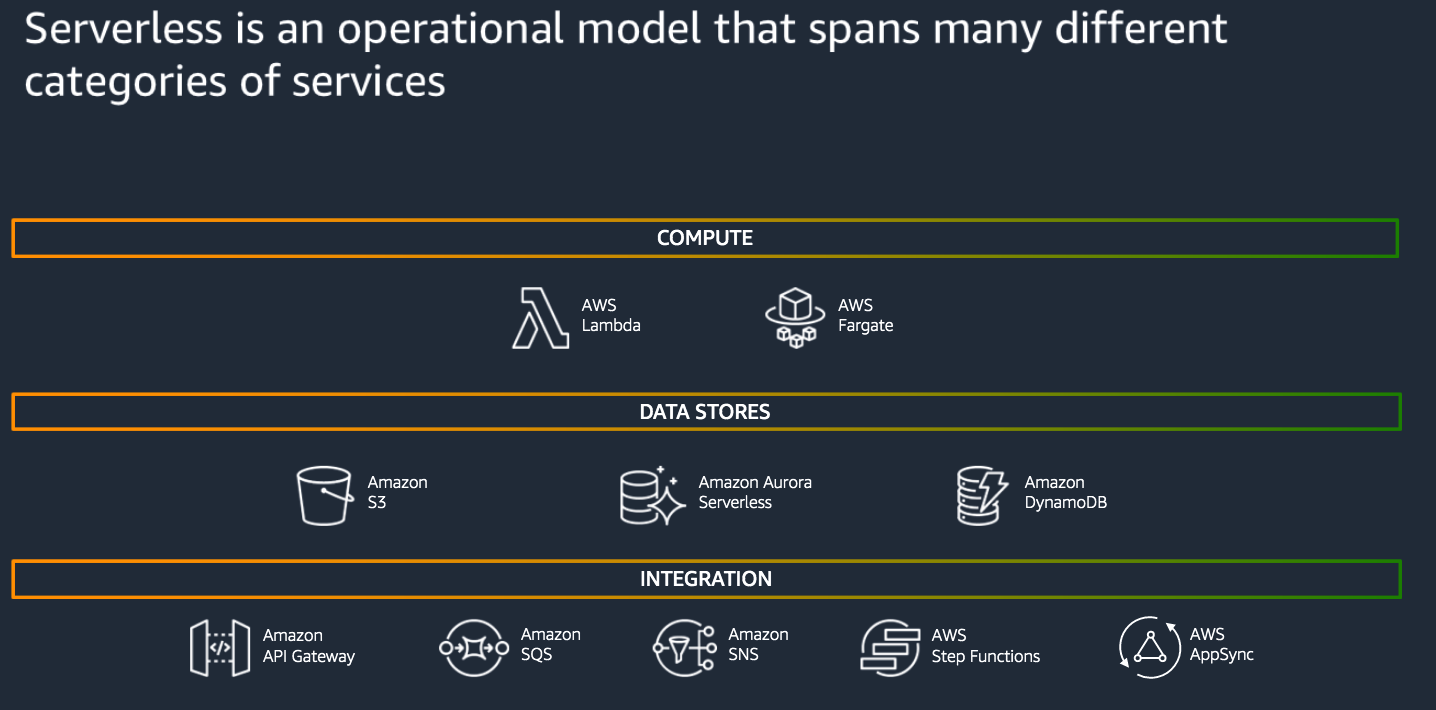 Serverless is an operational model that spans many different
categories of services
COMPUTE
AWS
Lambda
AWS
Fargate
DATA STORES
Amazon
S3
Amazon Aurora
Serverless
Amazon
DynamoDB
INTEGRATION
Amazon
API Gateway
Amazon
SQS
Amazon
SNS
AWS
Step Functions
AWS
AppSync